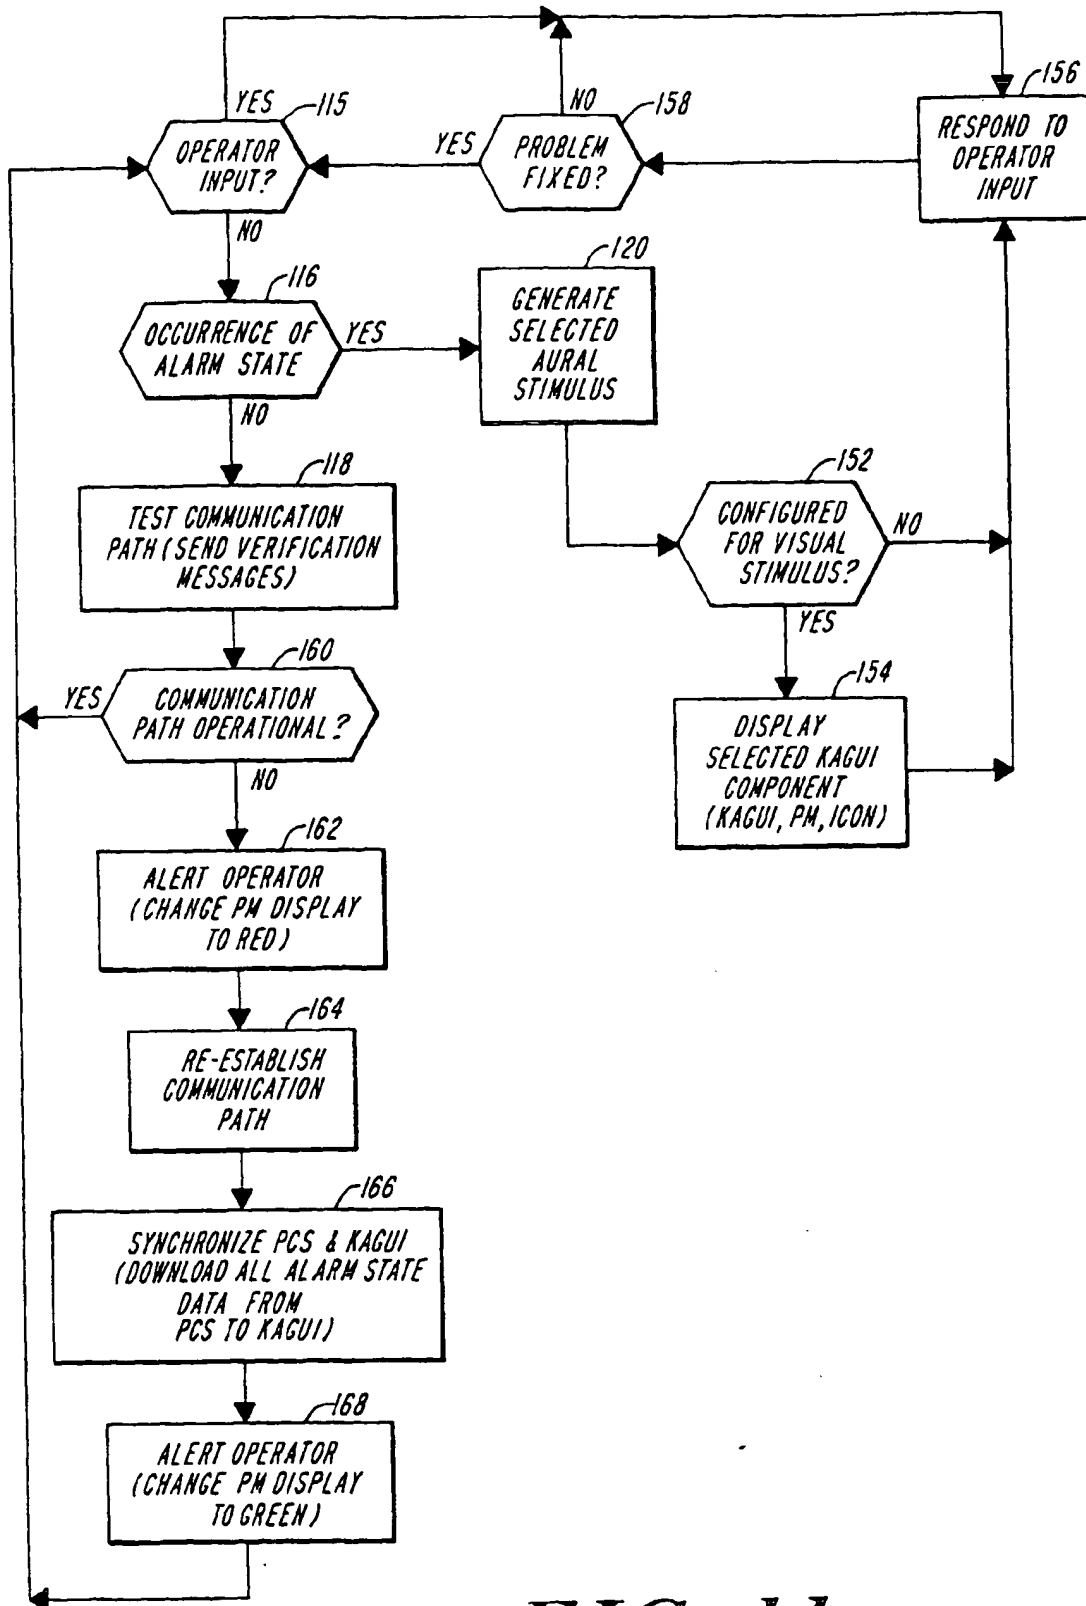 YES
115
OPERATOR
INPUT?
NO
YES
NO
158
PROBLEM
FIXED?
156
RESPOND TO
OPERATOR
INPUT
116
OCCURRENCE OF
ALARM STATE
YES
NO
120
GENERATE
SELECTED
AURAL
STIMULUS
118
TEST COMMUNICATION
PATH (SEND VERIFICATION
MESSAGES)
152
CONFIGURED
FOR VISUAL
STIMULUS?
NO
YES
160
YES
COMMUNICATION
PATH OPERATIONAL?
NO
154
DISPLAY
SELECTED KAGUI
COMPONENT
(KAGUI, PM, ICON)
162
ALERT OPERATOR
(CHANGE PM DISPLAY
TO RED)
164
RE-ESTABLISH
COMMUNICATION
PATH
166
SYNCHRONIZE PCS & KAGUI
(DOWNLOAD ALL ALARM STATE
DATA FROM
PCS TO KAGUI)
168
ALERT OPERATOR
(CHANGE PM DISPLAY
TO GREEN)